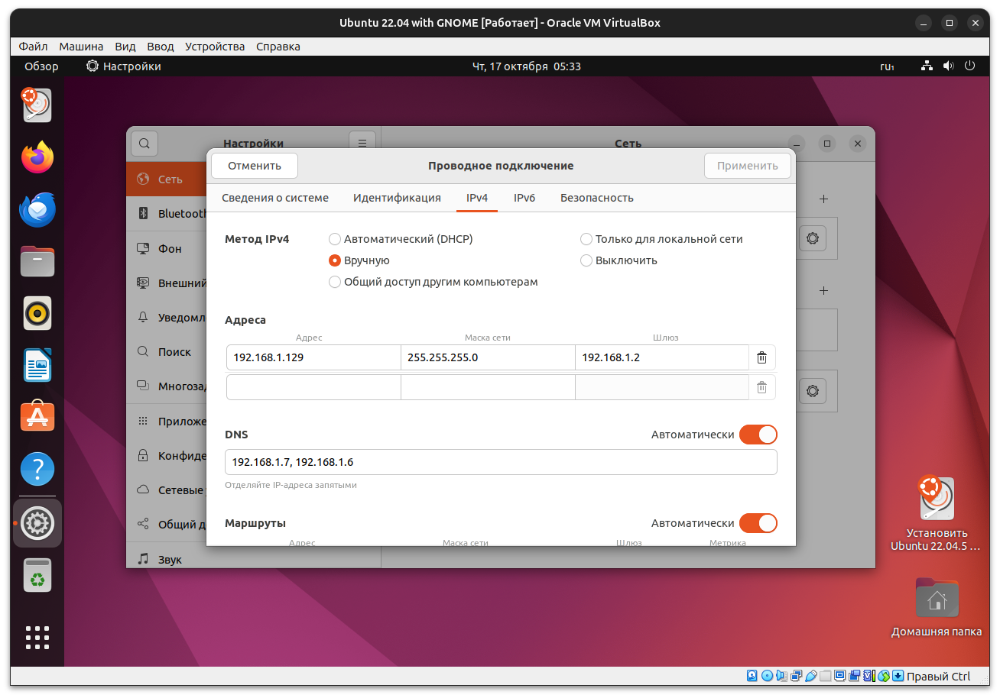 Ubuntu 22.04 with GNOME [Работает] - Oracle VM VirtualBox
Файл Машина Вид Ввод Устройства Справка
Обзор Настройки Чт, 17 октября 05:33 ru₁
Настройки Сеть
Отменить Проводное подключение Применить
Сведения о системе Идентификация IPv4 IPv6 Безопасность
Сеть
Bluetooth
Фон
Внешний
Уведомл
Поиск
Многозад
Приложе
Конфиде
Сетевые
Общий д
Звук
Метод IPv4 Автоматический (DHCP) Только для локальной сети
Вручную Выключить
Общий доступ другим компьютерам
Адреса
Адрес Маска сети Шлюз
192.168.1.129 255.255.255.0 192.168.1.2
DNS Автоматически
192.168.1.7, 192.168.1.6
Отделяйте IP-адреса запятыми
Маршруты Автоматически
Адрес Маска сети Шлюз Метрика
Установить
Ubuntu 22.04.5 ...
Домашняя папка
Правый Ctrl